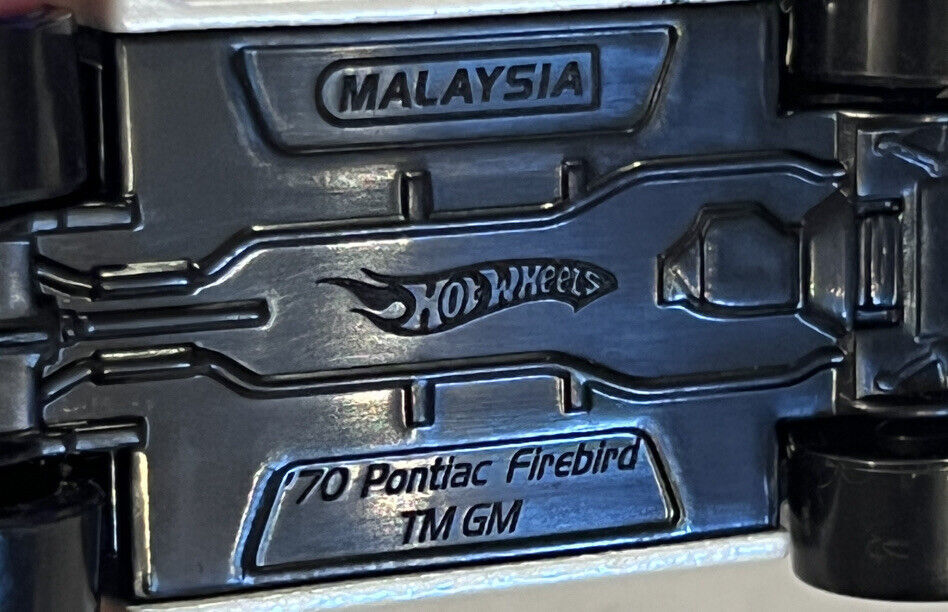 MALAYSIA
HOT WHEELS
'70 Pontiac Firebird
TM GM